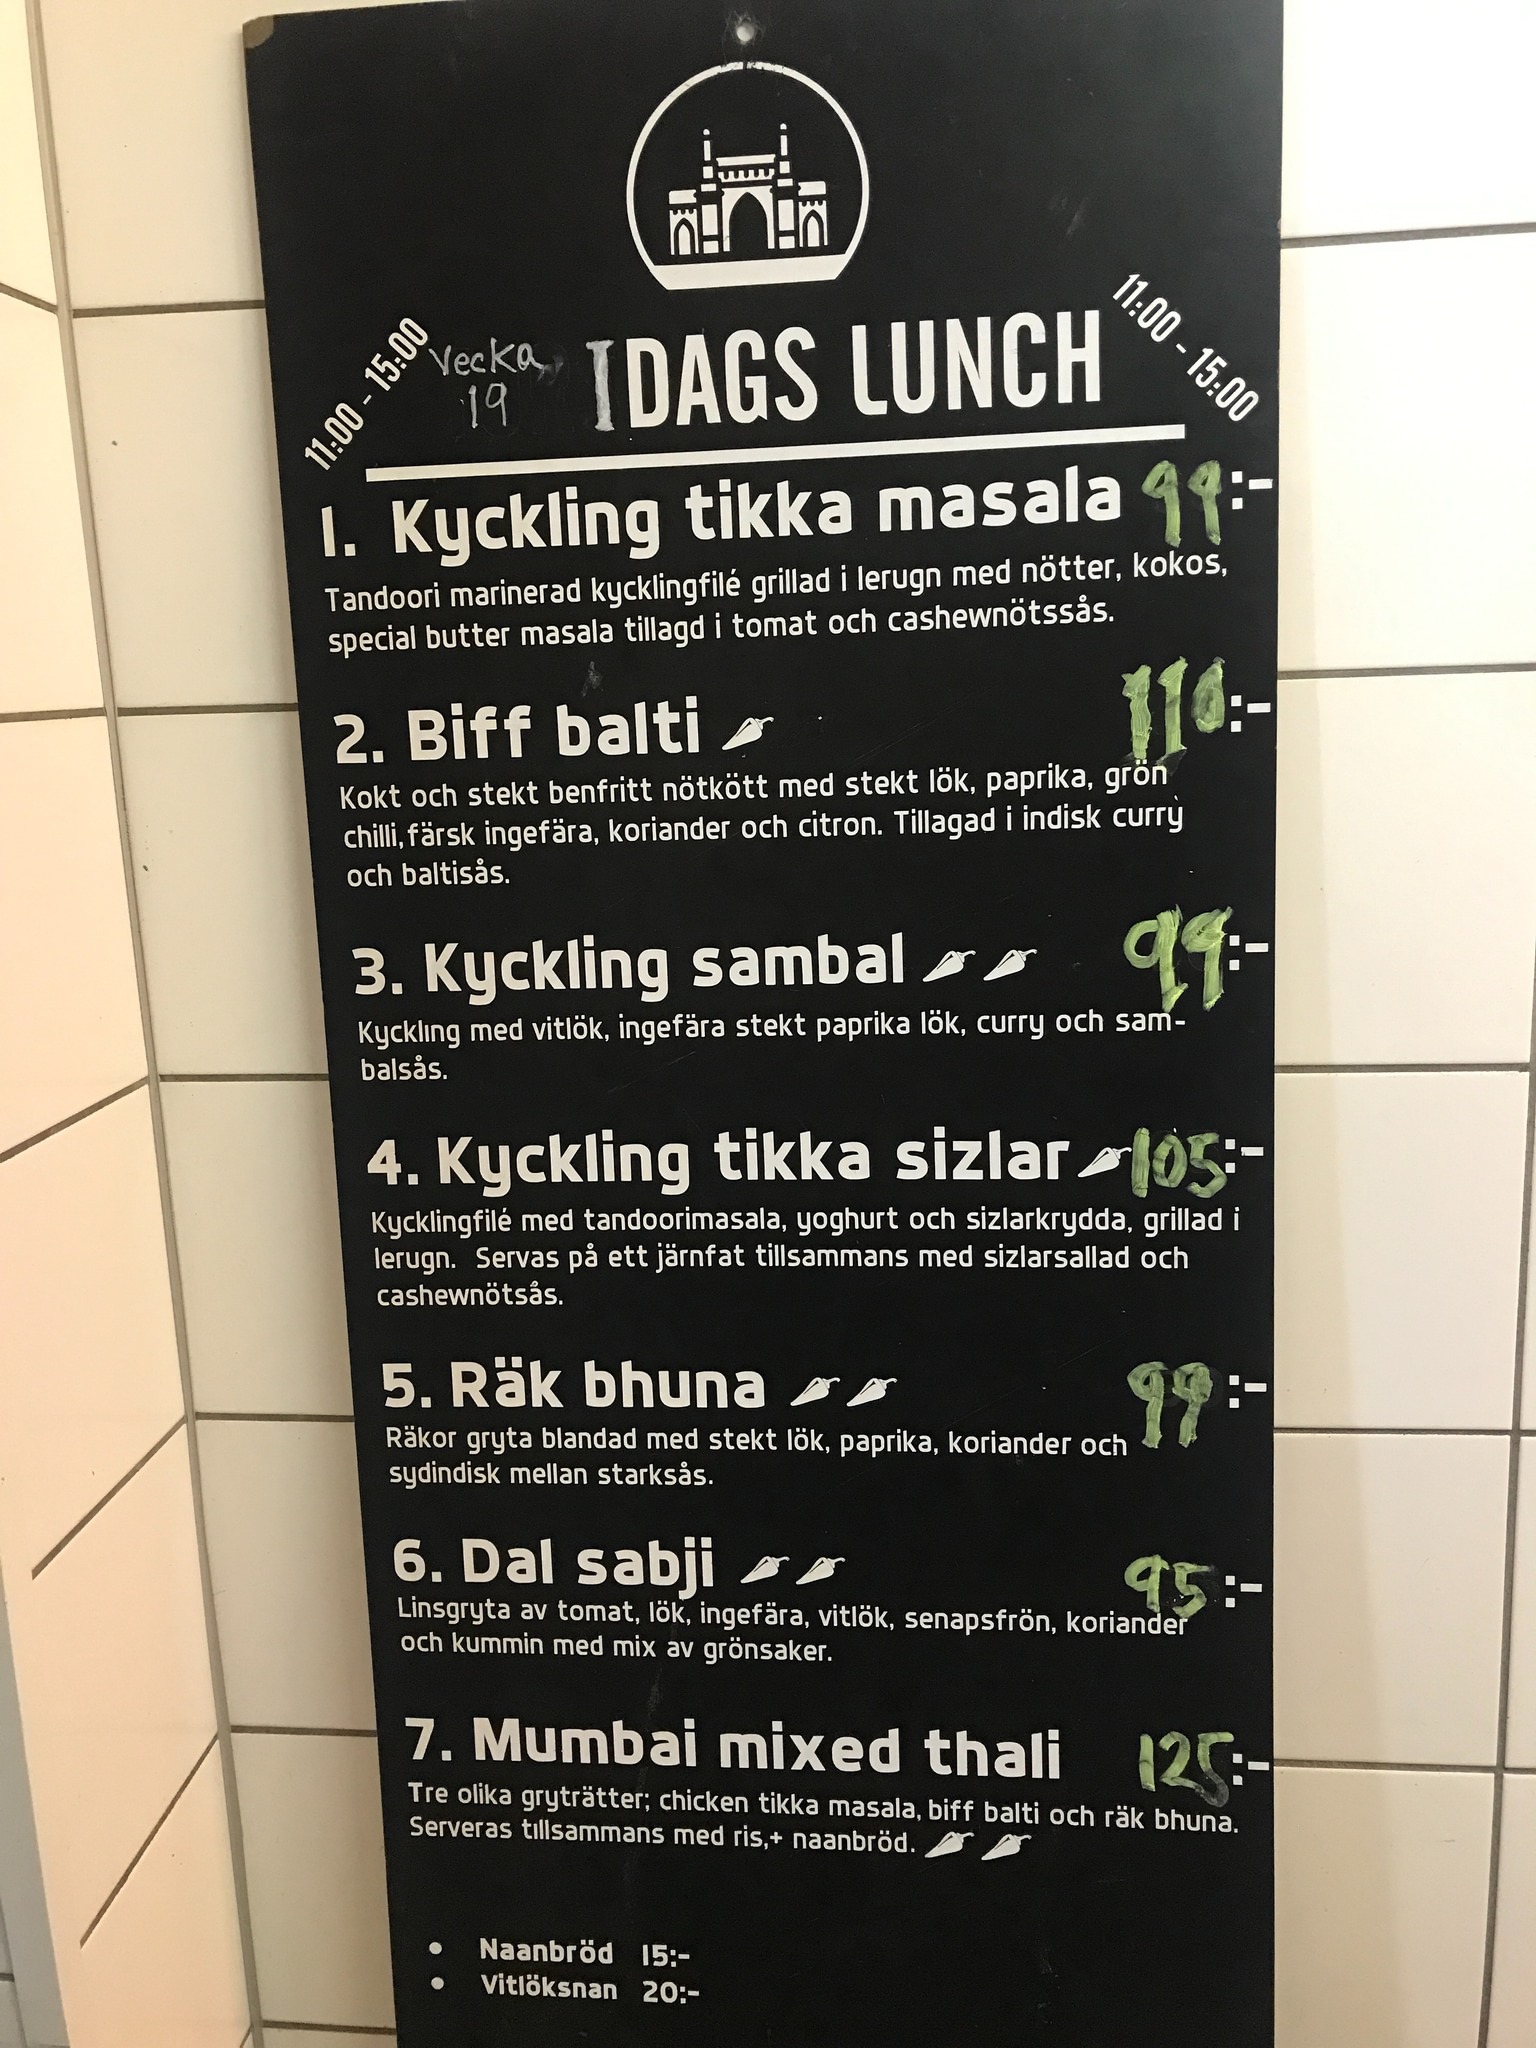 11:00 - 15:00
Vecka
19
IDAGS LUNCH
11:00 - 15:00
1. Kyckling tikka masala 99:-
Tandoori marinerad kycklingfilé grillad i lerugn med nötter, kokos,
special butter masala tillagd i tomat och cashewnötssås.
2. Biff balti 110:-
Kokt och stekt benfritt nötkött med stekt lök, paprika, grön
chilli, färsk ingefära, koriander och citron. Tillagad i indisk curry
och baltisås.
3. Kyckling sambal 99:-
Kyckling med vitlök, ingefära stekt paprika lök, curry och sam-
balsås.
4. Kyckling tikka sizlar 105:-
Kycklingfilé med tandoorimasala, yoghurt och sizlarkrydda, grillad i
lerugn. Servas på ett järnfat tillsammans med sizlarsallad och
cashewnötsås.
5. Räk bhuna 99:-
Räkor gryta blandad med stekt lök, paprika, koriander och
sydindisk mellan starksås.
6. Dal sabji 95:-
Linsgryta av tomat, lök, ingefära, vitlök, senapsfrön, koriander
och kummin med mix av grönsaker.
7. Mumbai mixed thali 125:-
Tre olika gryträtter; chicken tikka masala, biff balti och räk bhuna.
Serveras tillsammans med ris,+ naanbröd.
• Naanbröd 15:-
• Vitlöksnan 20:-